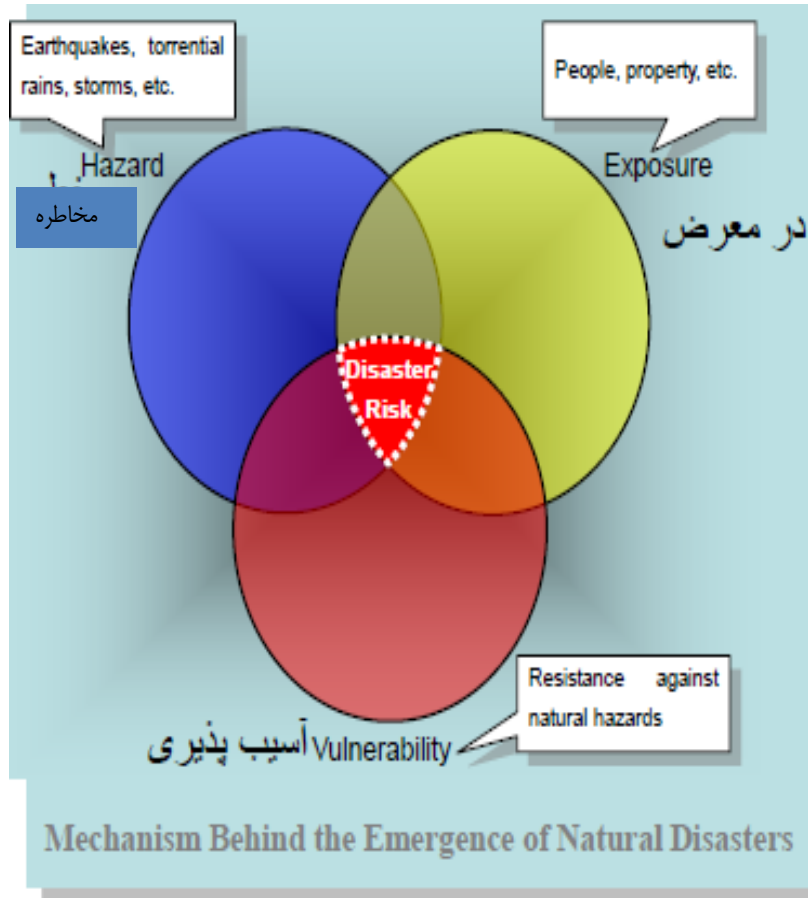 Earthquakes, torrential
rains, storms, etc.
People, property, etc.
Hazard
Exposure
مخاطره
در معرض
Disaster
Risk
Resistance against
natural hazards
آسیب پذیری
Vulnerability
Mechanism Behind the Emergence of Natural Disasters